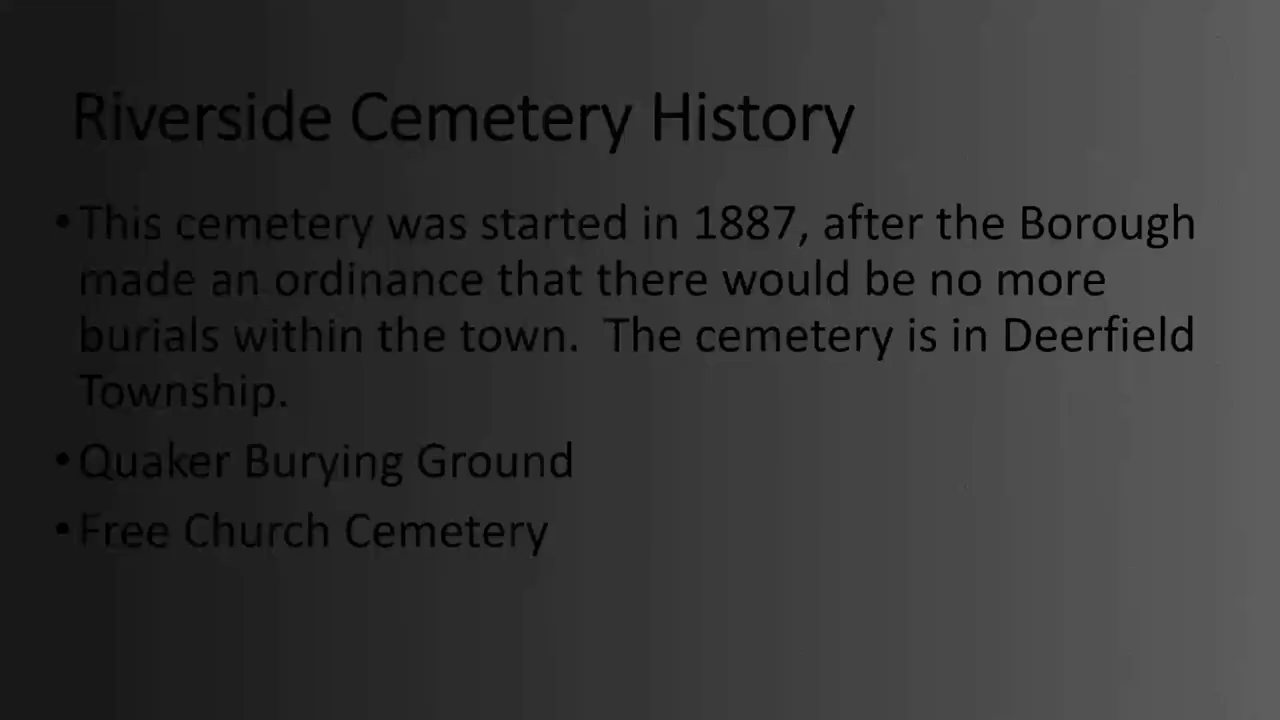 Riverside Cemetery History
• This cemetery was started in 1887, after the Borough
made an ordinance that there would be no more
burials within the town.  The cemetery is in Deerfield
Township.
• Quaker Burying Ground
• Free Church Cemetery